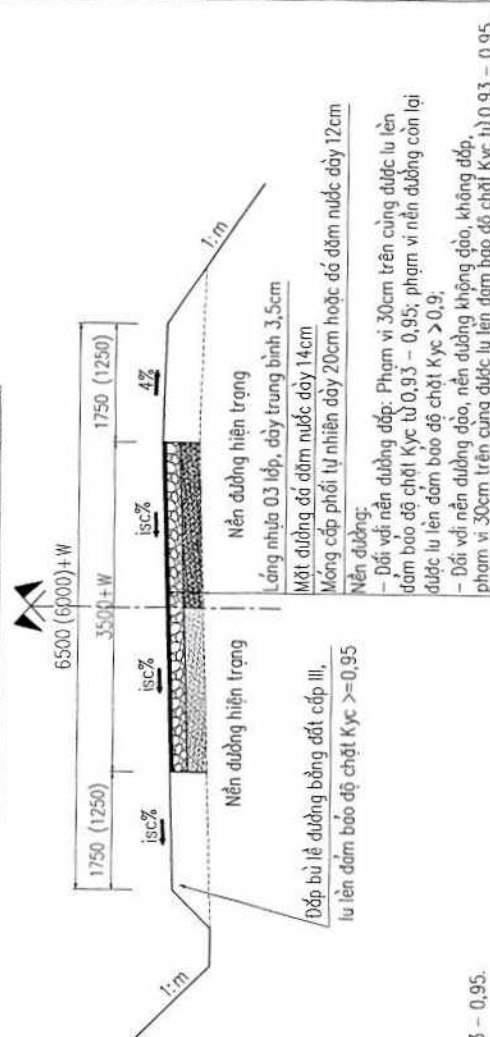 6500 (6000)+W
1750 (1250)
3500+W
1750 (1250)
isc%
isc%
isc%
4%
1:m
1:m
Nền đường hiện trạng
Nền đường hiện trạng
Đắp bù lề đường bằng đất cấp III,
lu lèn đảm bảo độ chặt Kyc >=0,95
Láng nhựa 03 lớp, dày trung bình 3,5cm
Mặt đường đá dăm nước dày 14cm
Móng cấp phối tự nhiên dày 20cm hoặc đá dăm nước dày 12cm
Nền đường:
- Đối với nền đường đắp: Phạm vi 30cm trên cùng được lu lèn
đảm bảo độ chặt Kyc từ 0,93 - 0,95; phạm vi nền đường còn lại
được lu lèn đảm bảo độ chặt Kyc >0,9;
- Đối với nền đường đào, nền đường không đào, không đắp,
phạm vi 30cm trên cùng được lu lèn đảm bảo độ chặt Kyc từ 0,93 - 0,95
3 - 0,95.